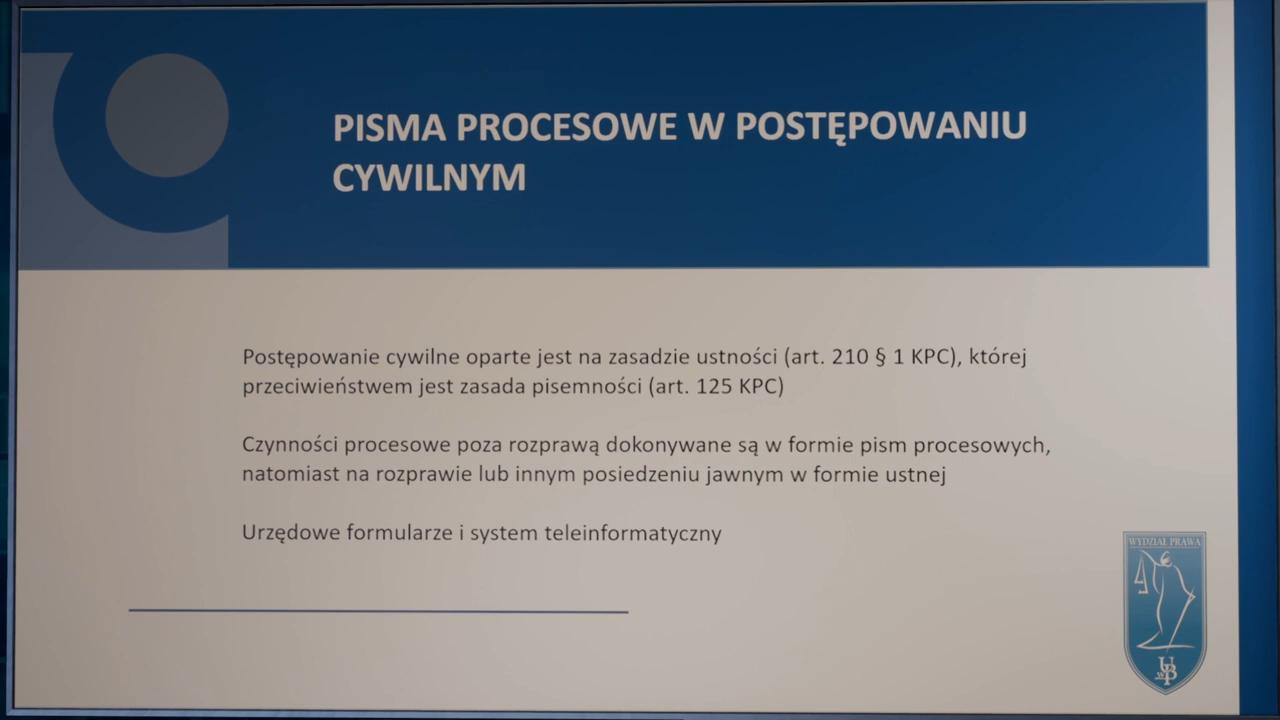 PISMA PROCESOWE W POSTĘPOWANIU
CYWILNYM
Postępowanie cywilne oparte jest na zasadzie ustności (art. 210 § 1 KPC), której
przeciwieństwem jest zasada pisemności (art. 125 KPC)
Czynności procesowe poza rozprawą dokonywane są w formie pism procesowych,
natomiast na rozprawie lub innym posiedzeniu jawnym w formie ustnej
Urzędowe formularze i system teleinformatyczny
WYDZIAŁ PRAWA
UwB